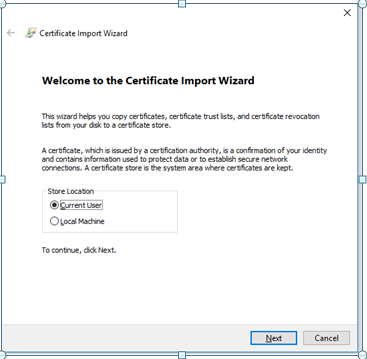 Certificate Import Wizard
Welcome to the Certificate Import Wizard
This wizard helps you copy certificates, certificate trust lists, and certificate revocation
lists from your disk to a certificate store.
A certificate, which is issued by a certification authority, is a confirmation of your identity
and contains information used to protect data or to establish secure network
connections. A certificate store is the system area where certificates are kept.
Store Location
Current User
Local Machine
To continue, click Next.
Next
Cancel